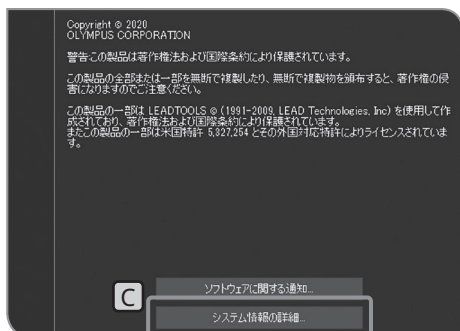 Copyright © 2020
OLYMPUS CORPORATION
警告:この製品は著作権法および国際条約により保護されています。
この製品の全部または一部を無断で複製したり、無断で複製物を頒布すると、著作権の侵
害になりますのでご注意ください。
この製品の一部は LEADTOOLS © (1991-2009, LEAD Technologies, Inc) を使用して作
成されており、著作権法および国際条約により保護されています。
またこの製品の一部は米国特許 5,327,254 とその外国対応特許によりライセンスされていま
す。
ソフトウェアに関する通知...
C
システム情報の詳細...